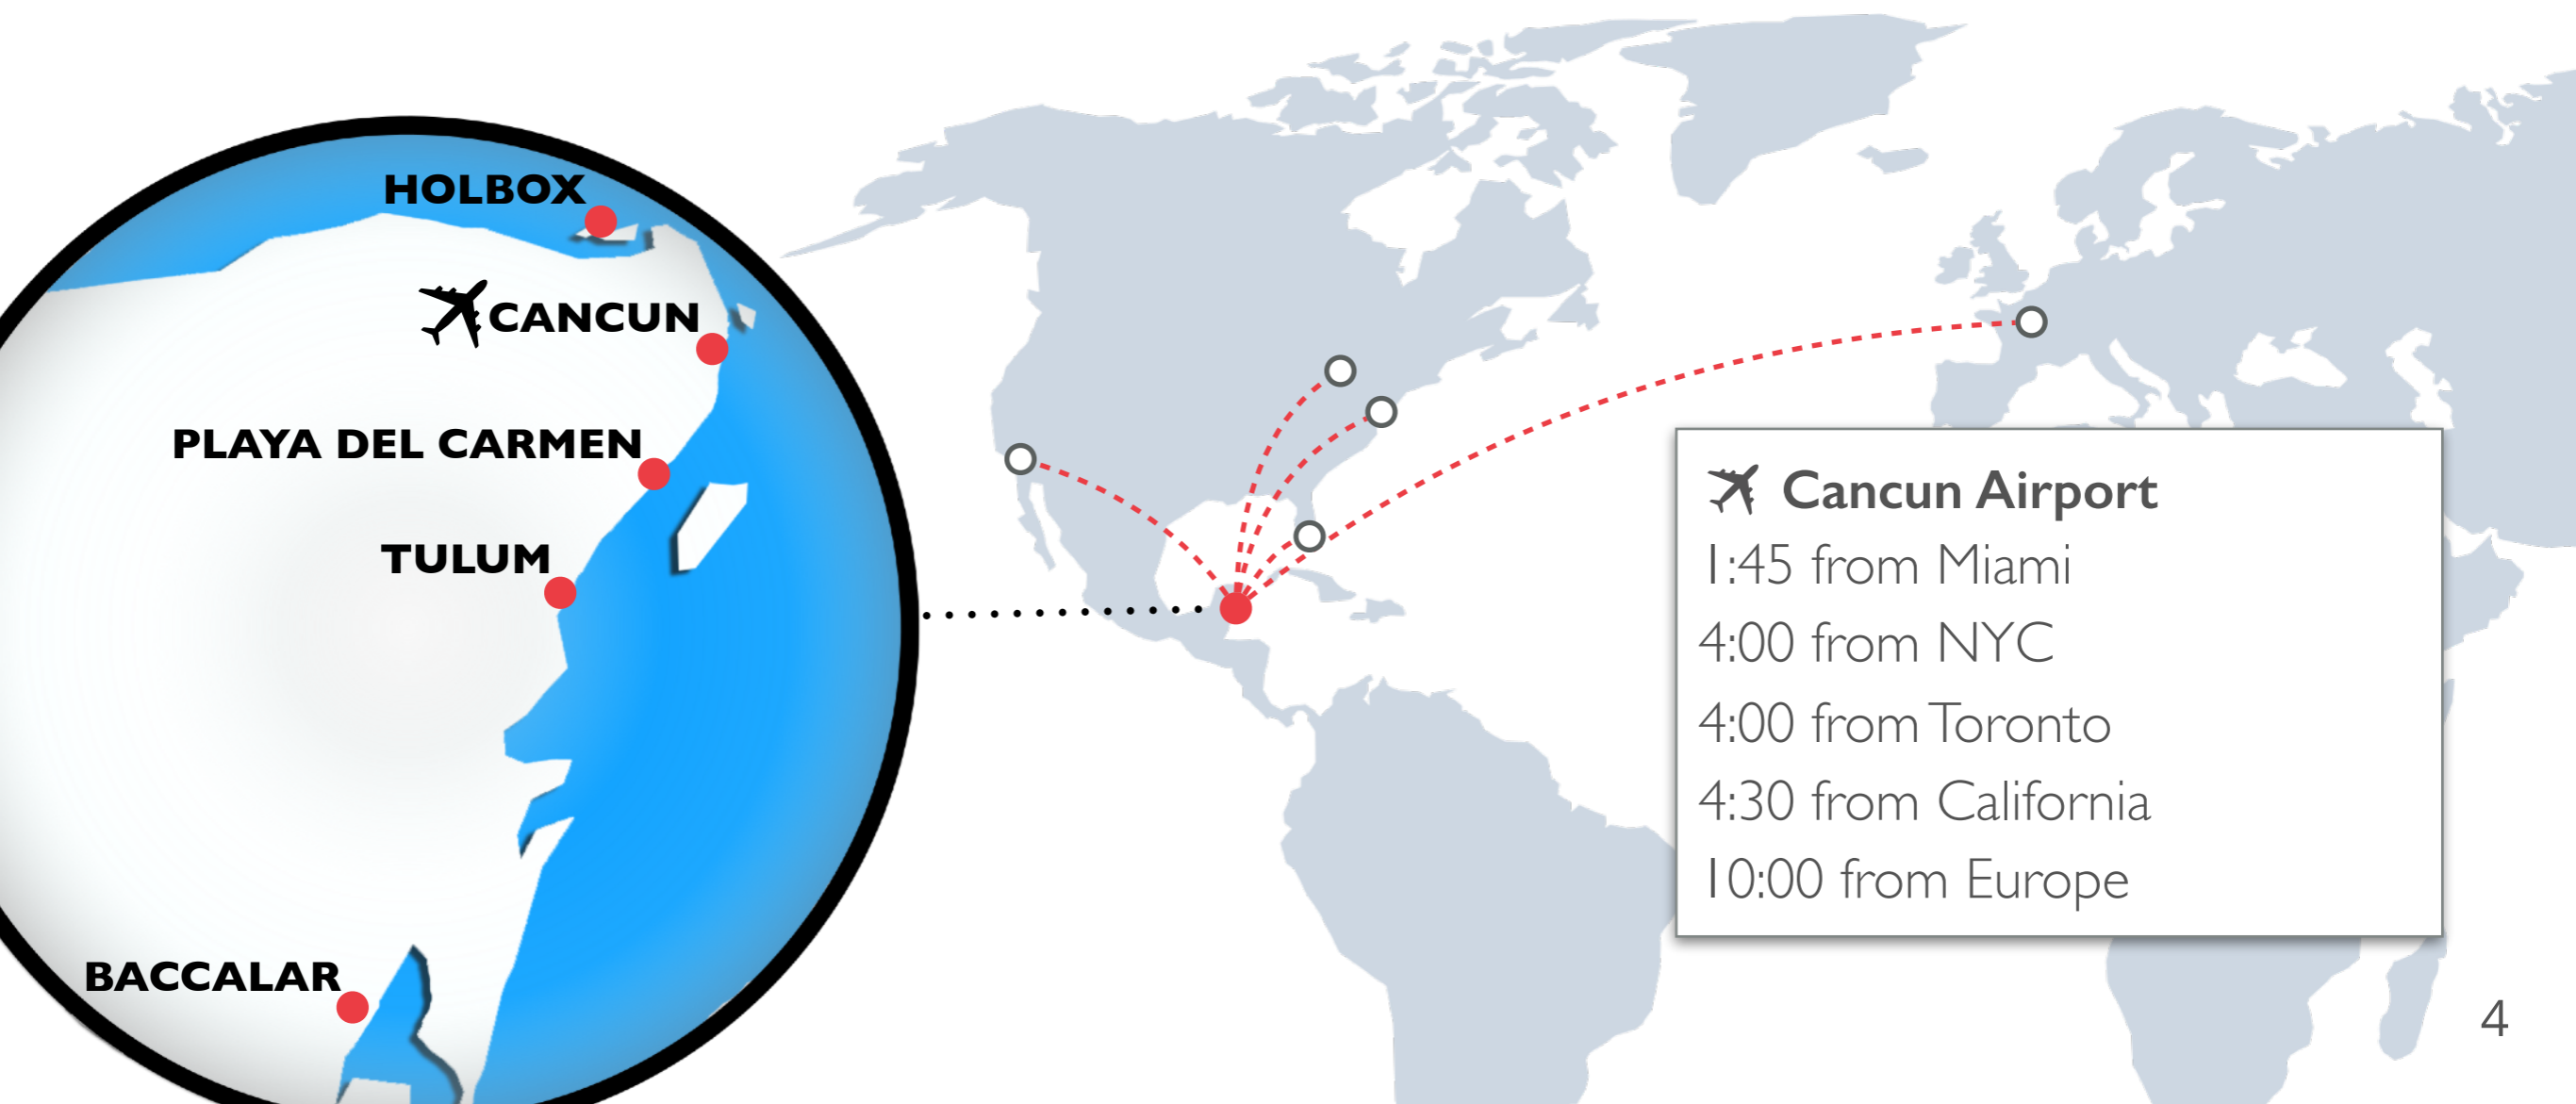 HOLBOX
CANCUN
PLAYA DEL CARMEN
TULUM
BACCALAR
Cancun Airport
1:45 from Miami
4:00 from NYC
4:00 from Toronto
4:30 from California
10:00 from Europe
4